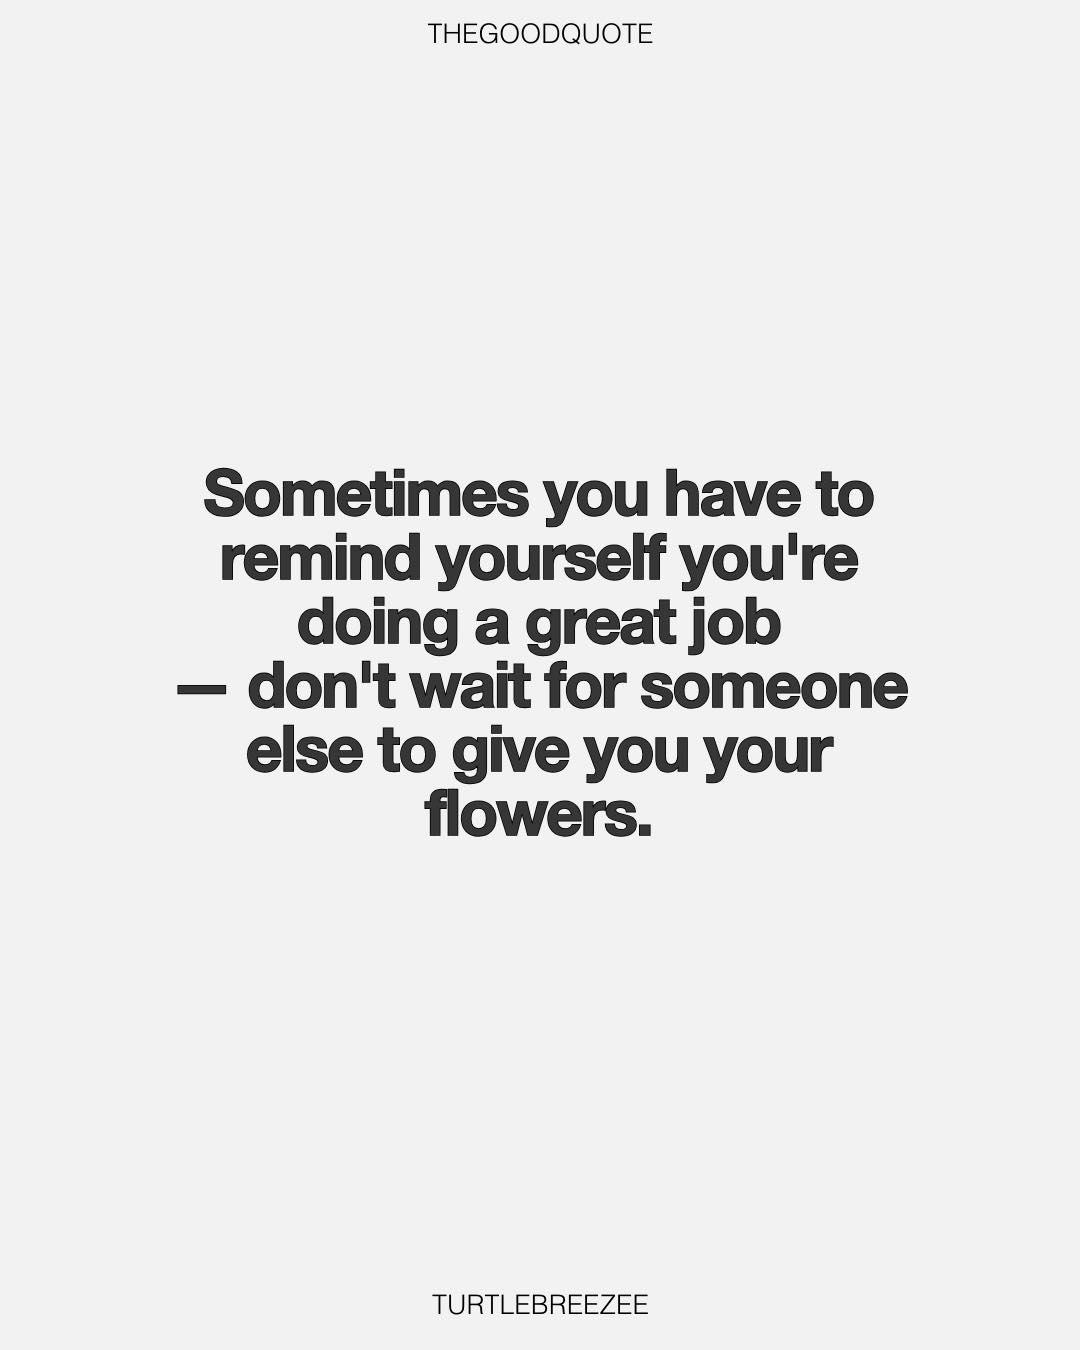 THEGOODQUOTE
Sometimes you have to
remind yourself you're
doing a great job
— don't wait for someone
else to give you your
flowers.
TURTLEBREEZEE